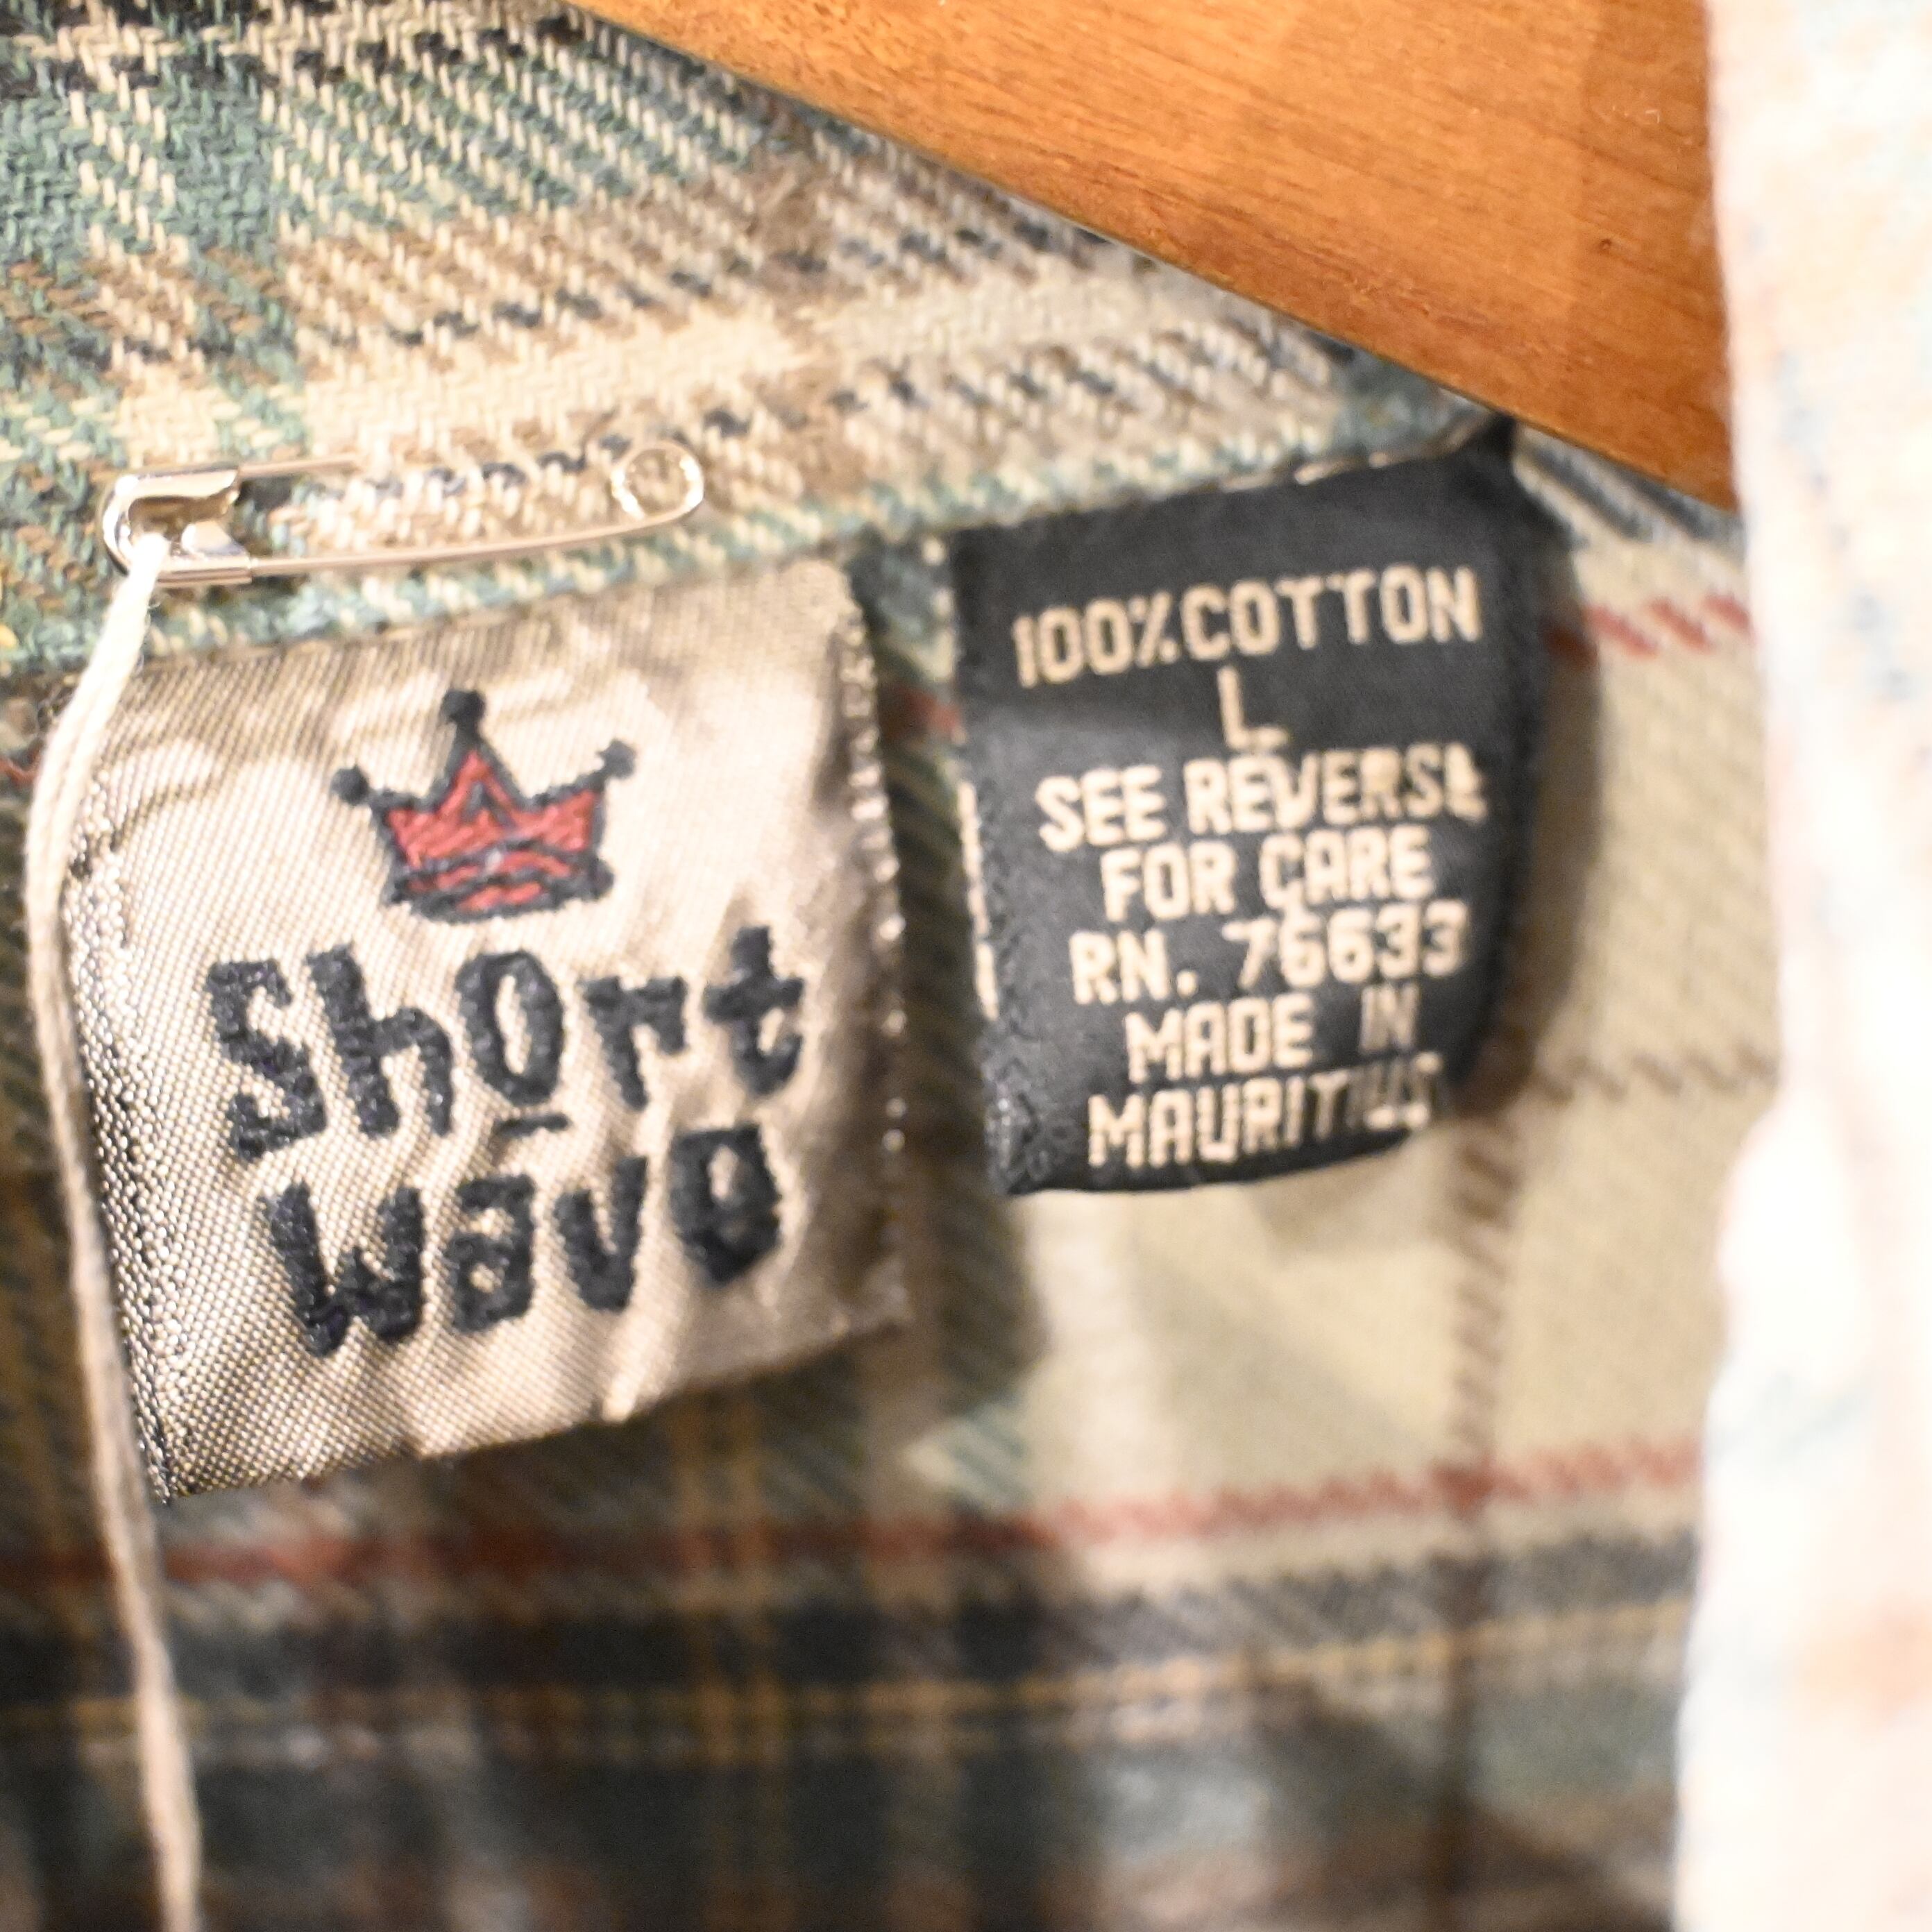 Short
wave
100% COTTON
L
SEE REVERSE
FOR CARE
RN. 76633
MADE IN
MAURITIUS